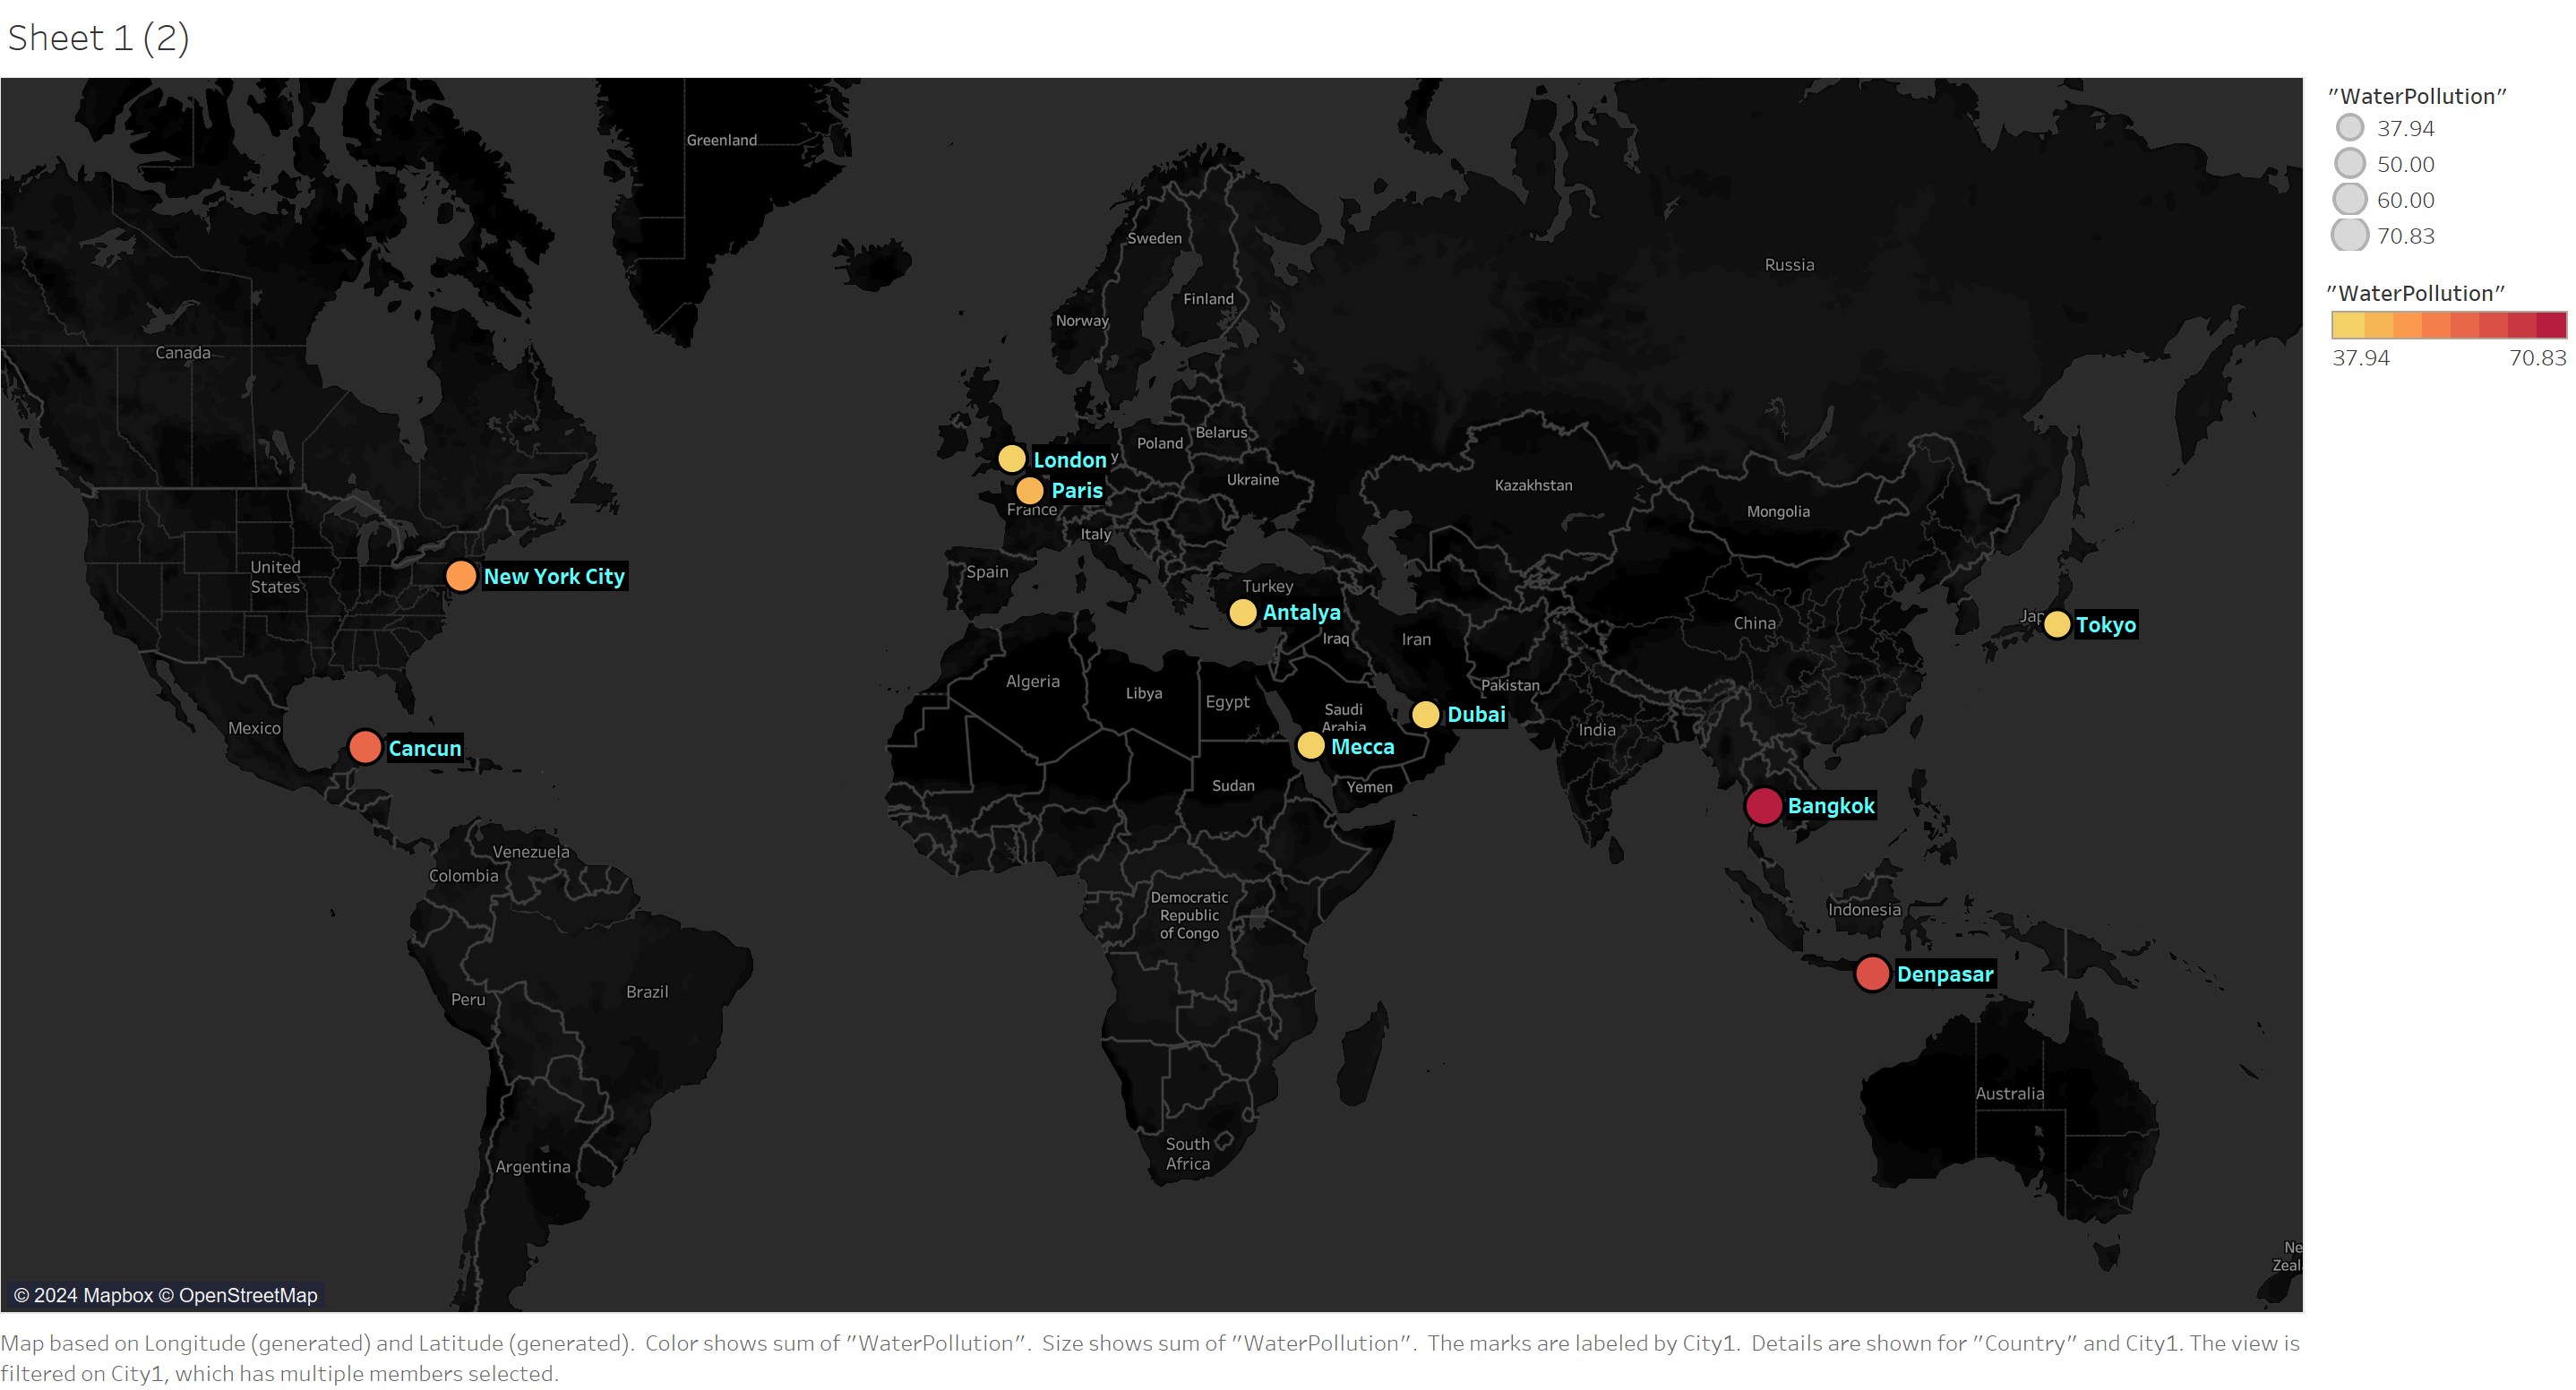 Sheet 1 (2)
"WaterPollution"
37.94
50.00
60.00
70.83
"WaterPollution"
37.94 70.83
Greenland
Sweden
Russia
Finland
Norway
Canada
Belarus
Poland
London
Ukraine
Kazakhstan
Paris
France
Mongolia
Italy
United
States
New York City
Spain
Turkey
Antalya
Japan
Tokyo
Iraq
Iran
China
Algeria
Libya
Egypt
Pakistan
Saudi
Arabia
Dubai
Mexico
India
Cancun
Mecca
Sudan
Yemen
Bangkok
Venezuela
Colombia
Democratic
Republic
of Congo
Indonesia
Denpasar
Peru
Brazil
Australia
South
Africa
Argentina
Ne
Zeal
© 2024 Mapbox © OpenStreetMap
Map based on Longitude (generated) and Latitude (generated).  Color shows sum of "WaterPollution".  Size shows sum of "WaterPollution".  The marks are labeled by City1.  Details are shown for "Country" and City1. The view is
filtered on City1, which has multiple members selected.